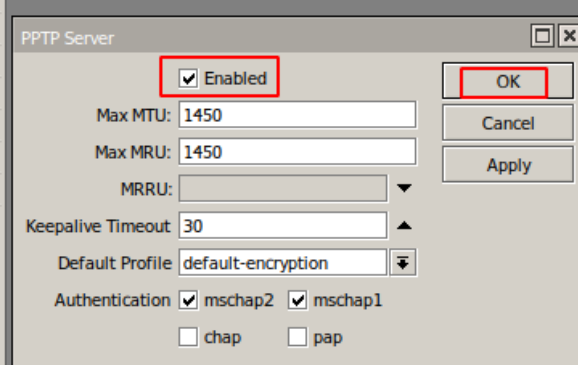 PPTP Server
Enabled
OK
Max MTU: 1450
Cancel
Max MRU: 1450
Apply
MRRU:
Keepalive Timeout 30
Default Profile default-encryption
Authentication mschap2 mschap1
chap pap